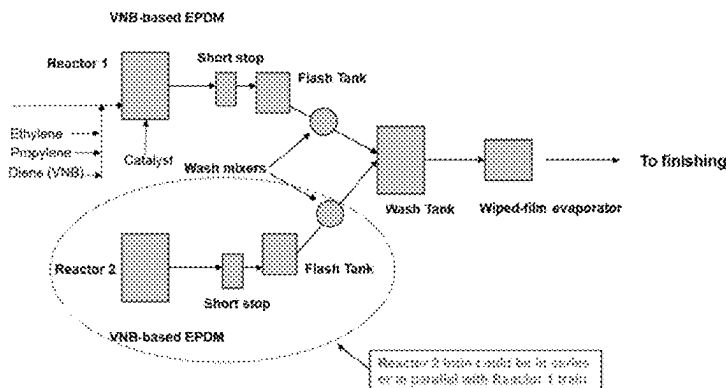 VNB-based EPDM
Short stop
Reactor 1
Flash Tank
Ethylene
Propylene
Catalyst
Diene (VNB)
Wash mixers
To finishing
Wash Tank
Wiped-film evaporator
Reactor 2
Flash Tank
Short stop
VNB-based EPDM
Reactor 2 train could be in series
or in parallel with Reactor 1 train